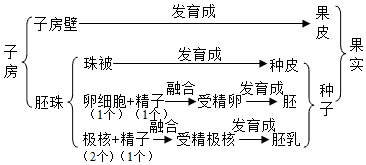 子房
子房壁 发育成 果皮
果实
胚珠
珠被 发育成 种皮
卵细胞+精子 融合 受精卵 发育成 胚
（1个）（1个）
种子
极核+精子 融合 受精极核 发育成 胚乳
（2个）（1个）